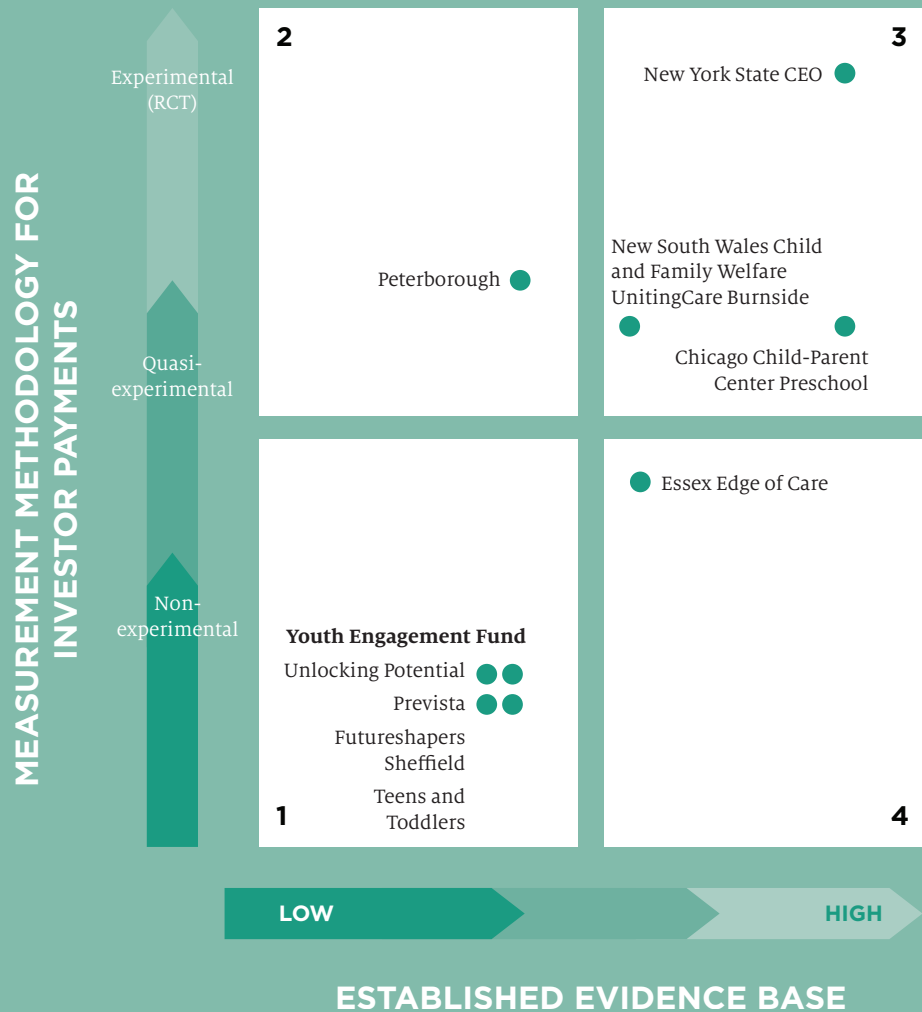 MEASUREMENT METHODOLOGY FOR
INVESTOR PAYMENTS
Experimental
(RCT)
Quasi-
experimental
Non-
experimental
2
Peterborough
3
New York State CEO
New South Wales Child
and Family Welfare
UnitingCare Burnside
Chicago Child-Parent
Center Preschool
Youth Engagement Fund
Unlocking Potential
Prevista
Futureshapers
Sheffield
Teens and
Toddlers
1
Essex Edge of Care
4
LOW
HIGH
ESTABLISHED EVIDENCE BASE